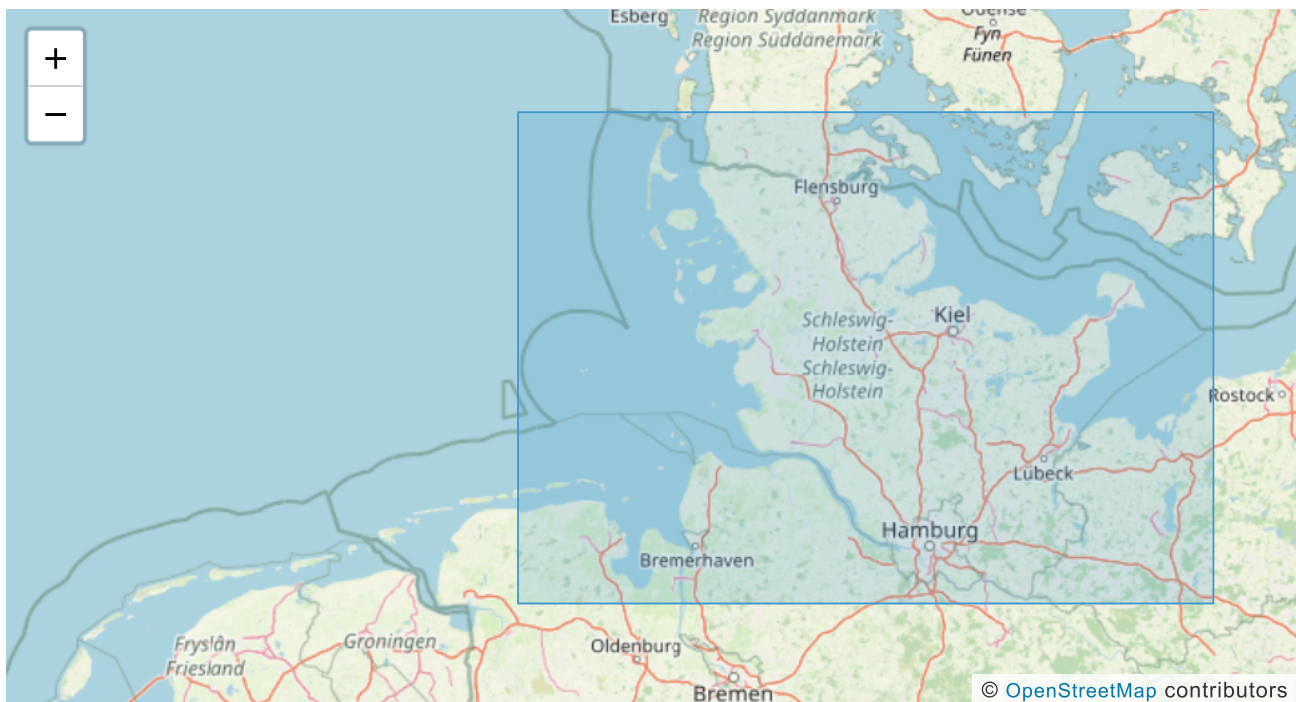 Esberg
Region Syddanmark
Region Süddänemark
Odense
Fyn
Fünen
+
−
Flensburg
Kiel
Schleswig-
Holstein
Schleswig-
Holstein
Rostock
Lübeck
Hamburg
Bremerhaven
Fryslân
Friesland
Groningen
Oldenburg
Bremen
© OpenStreetMap contributors